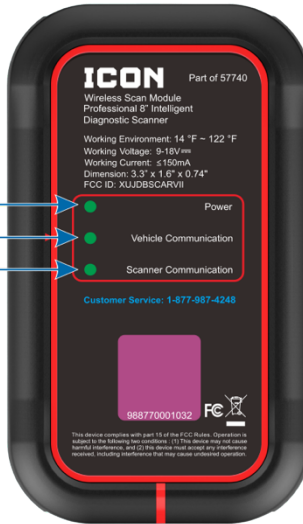 ICON
Part of 57740
Wireless Scan Module
Professional 8" Intelligent
Diagnostic Scanner
Working Environment: 14 °F ~ 122 °F
Working Voltage: 9-18V⎓
Working Current: ≤150mA
Dimension: 3.3" x 1.6" x 0.74"
FCC ID: XUJDBSCARVII
Power
Vehicle Communication
Scanner Communication
Customer Service: 1-877-987-4248
988770001032
FC
This device complies with part 15 of the FCC Rules. Operation is
subject to the following two conditions : (1) This device may not cause
harmful interference, and (2) this device must accept any interference
received, including interference that may cause undesired operation.